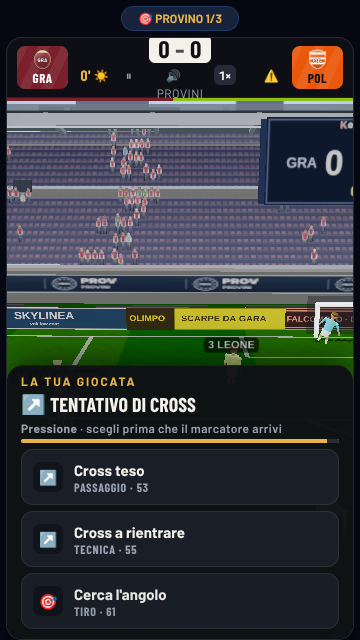 🎯 PROVINO 1/3
GRA
0'
0 - 0
1×
POL
PROVINI
GRA 0
PROV
PROVINI
PROV
PROVINI
SKYLINEA
OLIMPO
SCARPE DA GARA
3 LEONE
LA TUA GIOCATA
↗️ TENTATIVO DI CROSS
Pressione · scegli prima che il marcatore arrivi
Cross teso
PASSAGGIO · 53
Cross a rientrare
TECNICA · 55
Cerca l'angolo
TIRO · 61